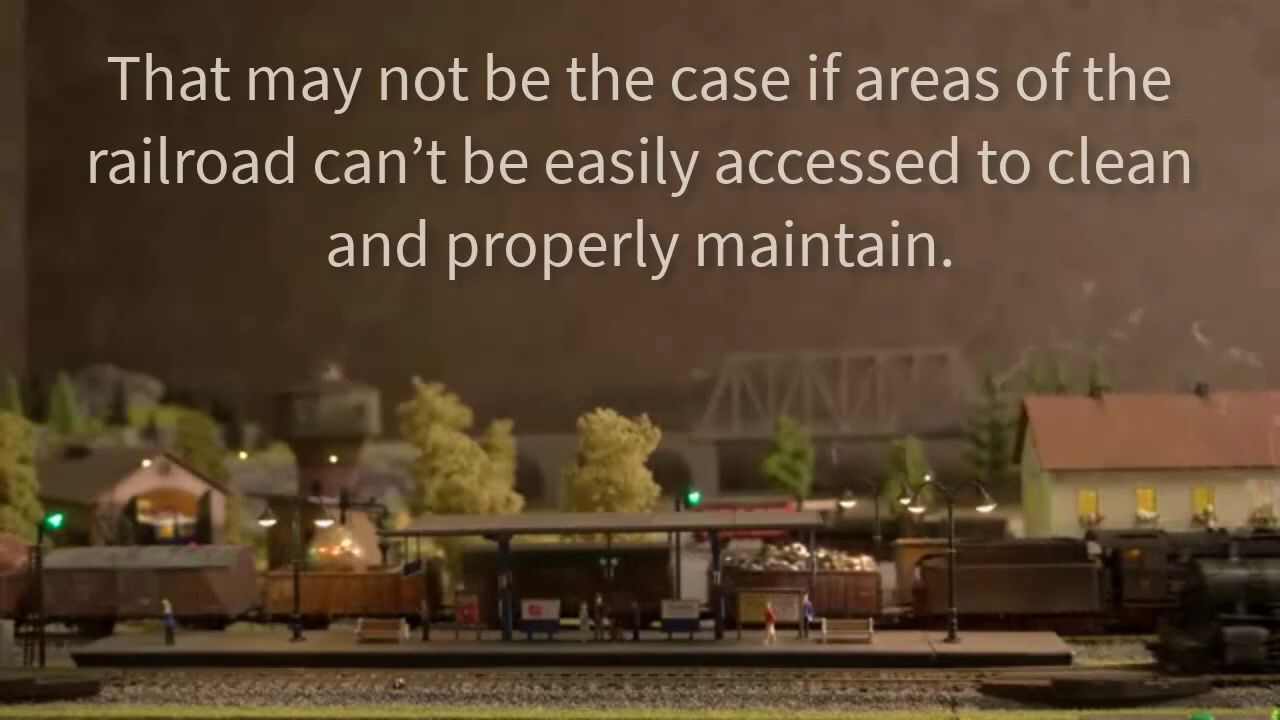 That may not be the case if areas of the
railroad can’t be easily accessed to clean
and properly maintain.